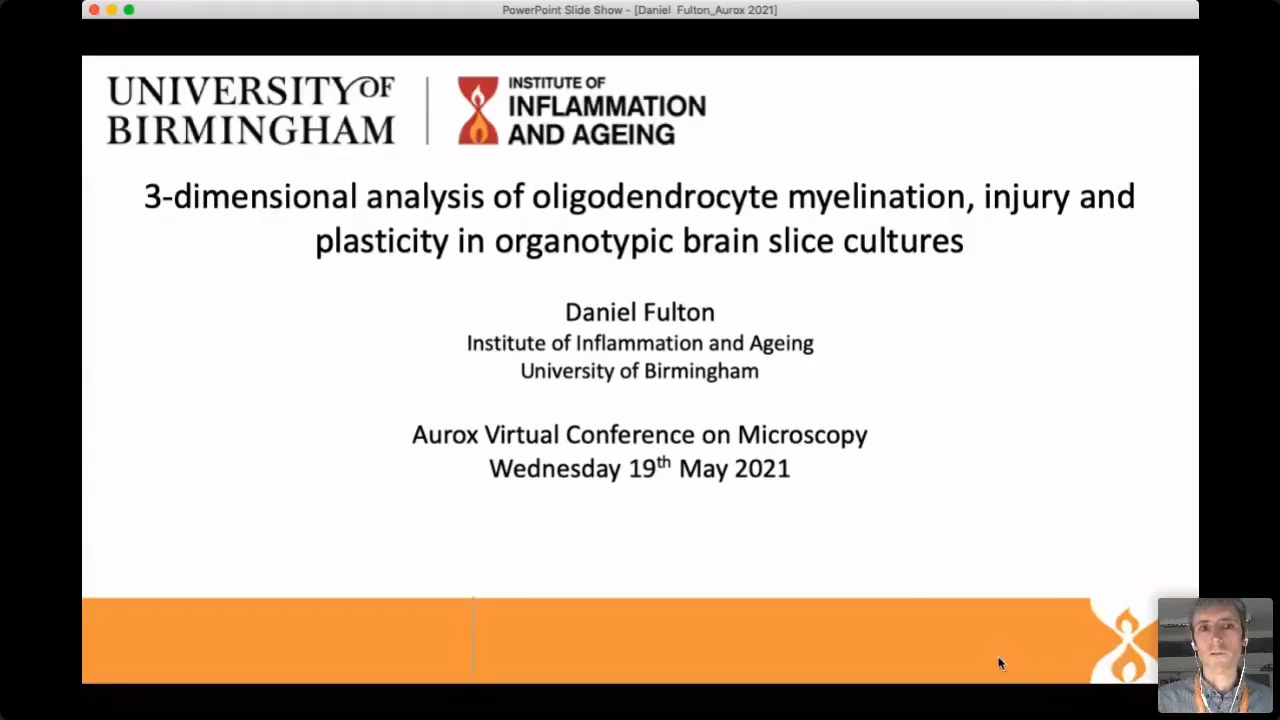 PowerPoint Slide Show - [Daniel  Fulton_Aurox 2021]
UNIVERSITY OF
BIRMINGHAM
INSTITUTE OF
INFLAMMATION
AND AGEING
3-dimensional analysis of oligodendrocyte myelination, injury and
plasticity in organotypic brain slice cultures
Daniel Fulton
Institute of Inflammation and Ageing
University of Birmingham
Aurox Virtual Conference on Microscopy
Wednesday 19th May 2021